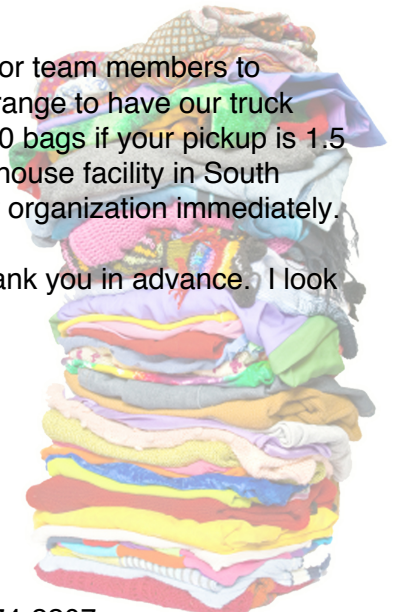 or team members to
range to have our truck
0 bags if your pickup is 1.5
house facility in South
organization immediately.
ank you in advance.  I look